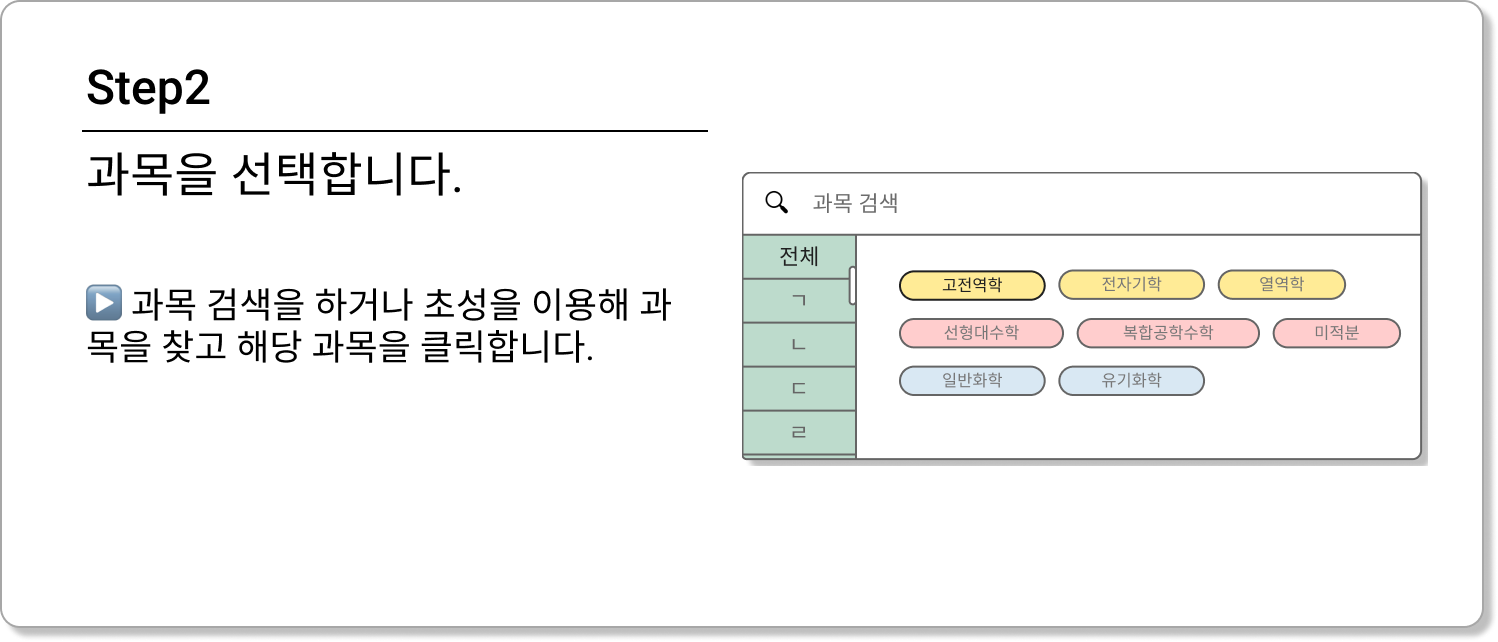 Step2
과목을 선택합니다.
과목 검색을 하거나 초성을 이용해 과
목을 찾고 해당 과목을 클릭합니다.
과목 검색
전체
ㄱ
ㄴ
ㄷ
ㄹ
고전역학 전자기학 열역학
선형대수학 복합공학수학 미적분
일반화학 유기화학